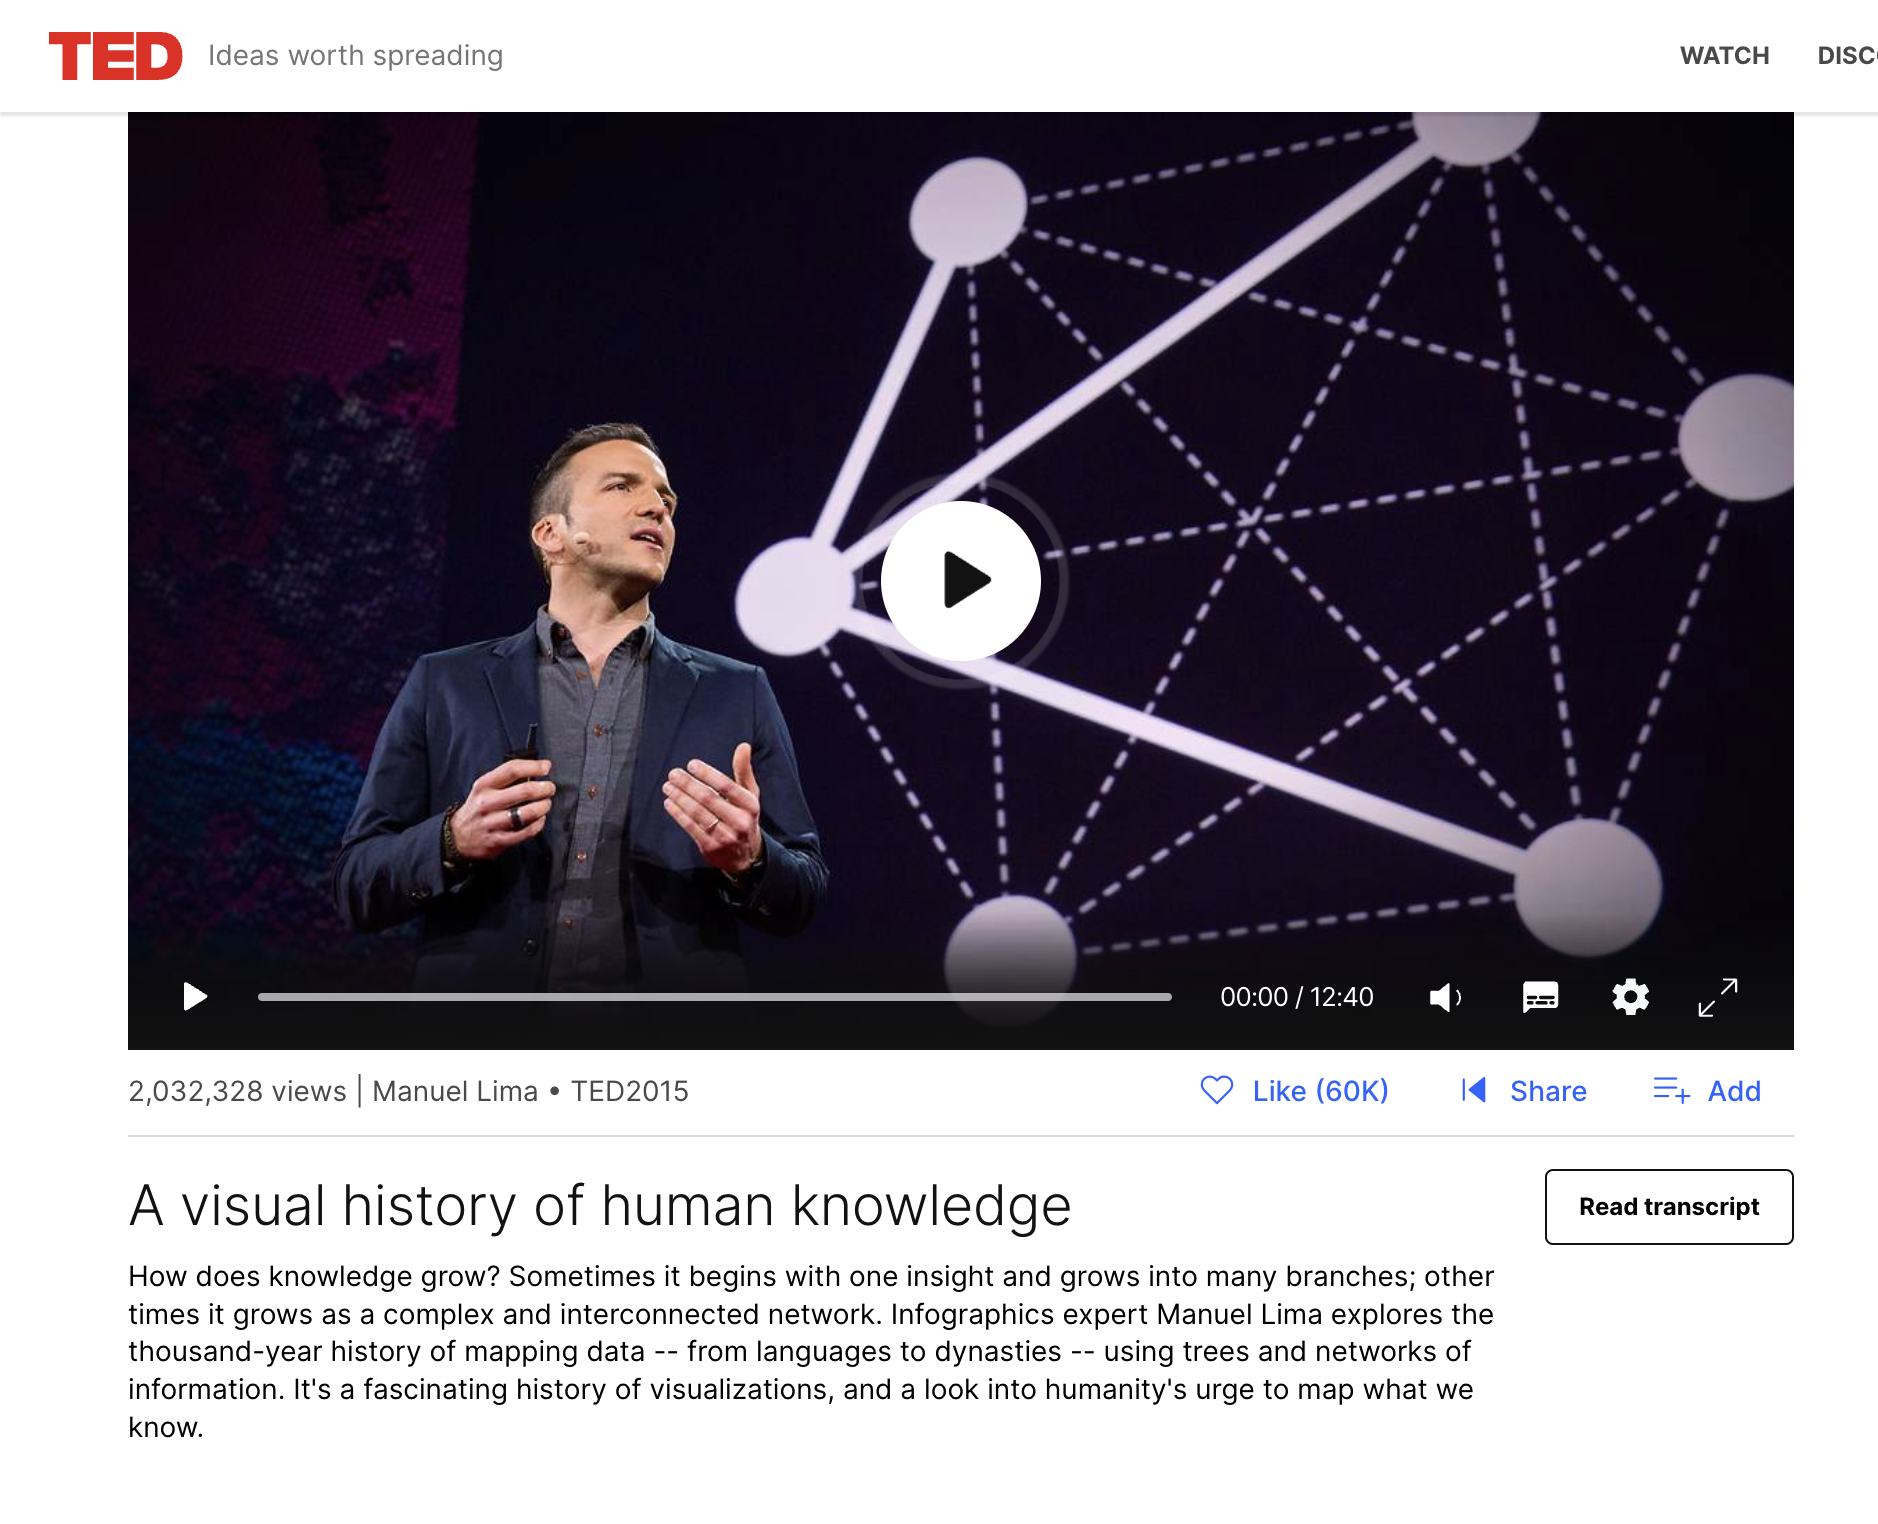 TED Ideas worth spreading WATCH DISC
00:00 / 12:40
2,032,328 views | Manuel Lima • TED2015 Like (60K) Share Add
A visual history of human knowledge Read transcript
How does knowledge grow? Sometimes it begins with one insight and grows into many branches; other
times it grows as a complex and interconnected network. Infographics expert Manuel Lima explores the
thousand-year history of mapping data -- from languages to dynasties -- using trees and networks of
information. It's a fascinating history of visualizations, and a look into humanity's urge to map what we
know.